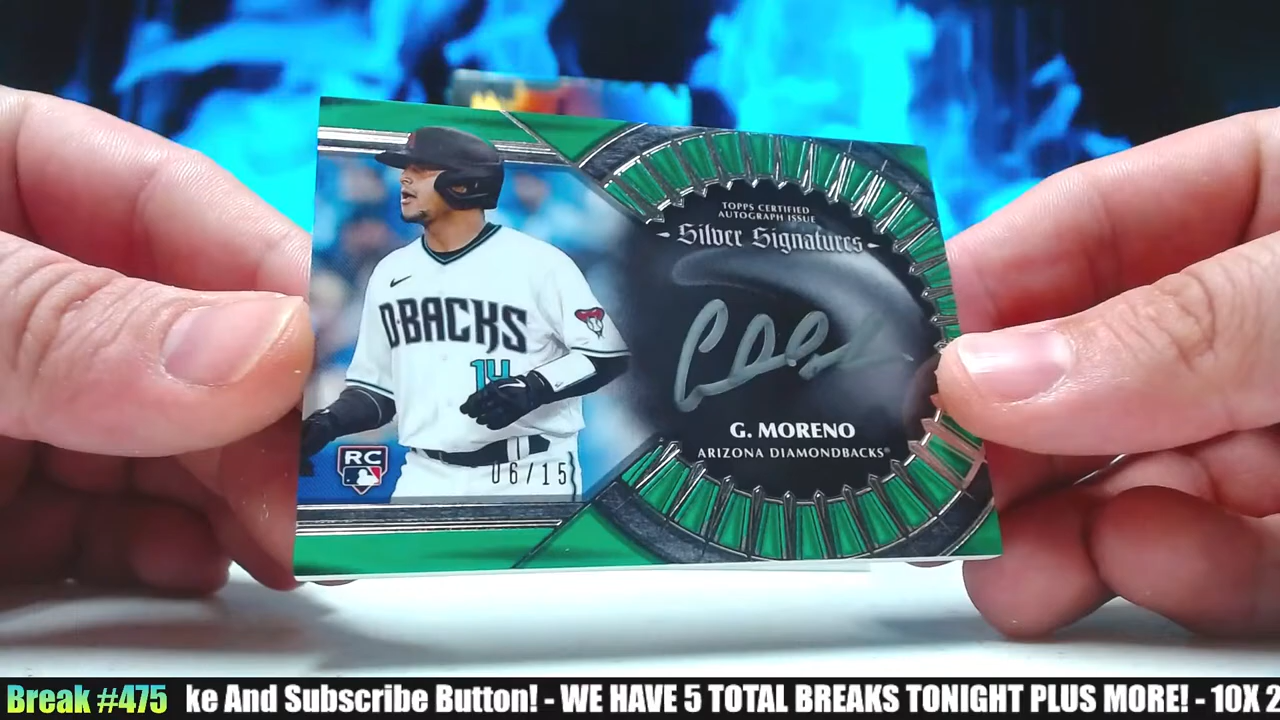 TOPPS CERTIFIED
AUTOGRAPH ISSUE
- Silver Signatures -
D-BACKS
14
G. MORENO
ARIZONA DIAMONDBACKS®
RC
06/15
Break #475 ke And Subscribe Button! - WE HAVE 5 TOTAL BREAKS TONIGHT PLUS MORE! - 10X 2